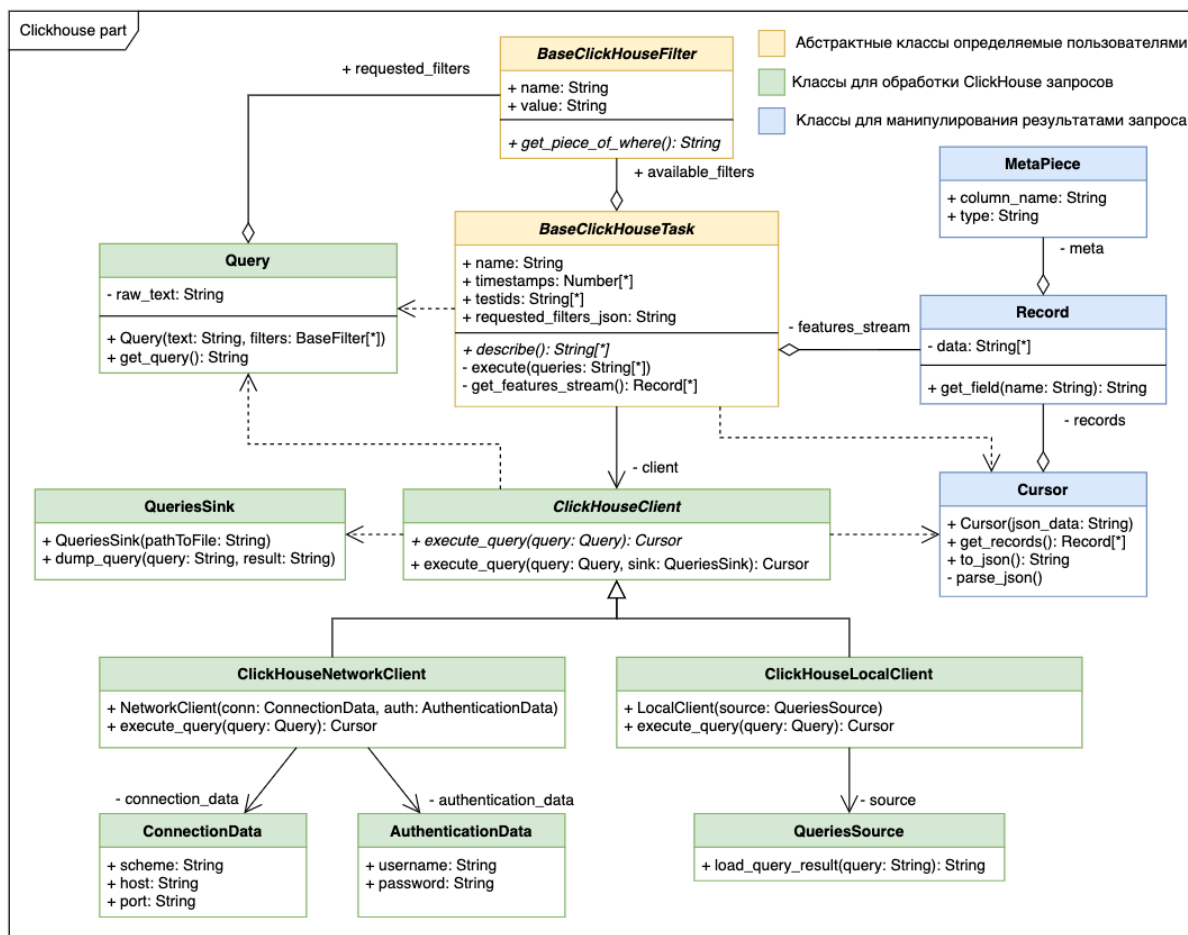 Clickhouse part
Абстрактные классы определяемые пользователями
Классы для обработки ClickHouse запросов
Классы для манипулирования результатами запроса
BaseClickHouseFilter
+ name: String
+ value: String
+ get_piece_of_where(): String
+ requested_filters
+ available_filters
MetaPiece
+ column_name: String
+ type: String
- meta
Query
- raw_text: String
+ Query(text: String, filters: BaseFilter[*])
+ get_query(): String
BaseClickHouseTask
+ name: String
+ timestamps: Number[*]
+ testids: String[*]
+ requested_filters_json: String
+ describe(): String[*]
- execute(queries: String[*])
- get_features_stream(): Record[*]
- features_stream
Record
- data: String[*]
+ get_field(name: String): String
- records
- client
QueriesSink
+ QueriesSink(pathToFile: String)
+ dump_query(query: String, result: String)
ClickHouseClient
+ execute_query(query: Query): Cursor
+ execute_query(query: Query, sink: QueriesSink): Cursor
Cursor
+ Cursor(json_data: String)
+ get_records(): Record[*]
+ to_json(): String
- parse_json()
ClickHouseNetworkClient
+ NetworkClient(conn: ConnectionData, auth: AuthenticationData)
+ execute_query(query: Query): Cursor
ClickHouseLocalClient
+ LocalClient(source: QueriesSource)
+ execute_query(query: Query): Cursor
- connection_data
- authentication_data
- source
ConnectionData
+ scheme: String
+ host: String
+ port: String
AuthenticationData
+ username: String
+ password: String
QueriesSource
+ load_query_result(query: String): String